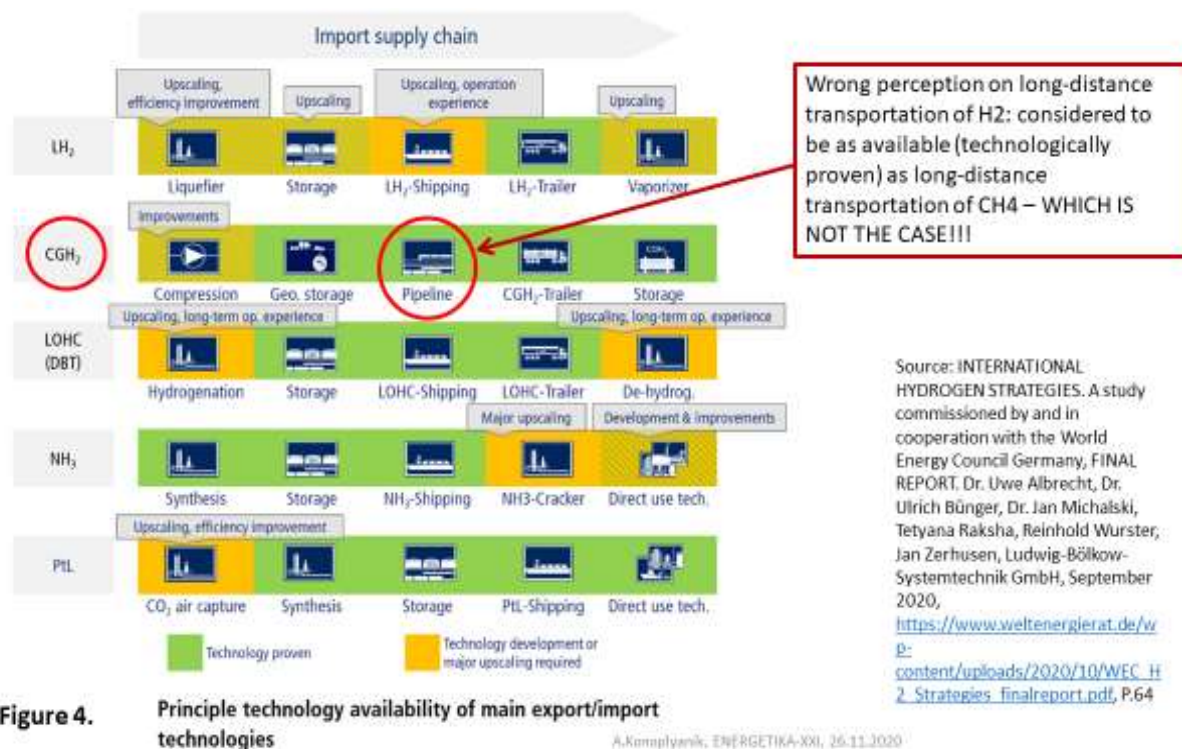 Import supply chain
Upscaling,
efficiency improvement
Upscaling
Upscaling, operation
experience
Upscaling
LH₂
Liquefier
Storage
LH₂-Shipping
LH₂-Trailer
Vaporizer
Improvements
CGH₂
Compression
Geo. storage
Pipeline
CGH₂-Trailer
Storage
Upscaling, long-term op. experience
Upscaling, long-term op. experience
LOHC
(DBT)
Hydrogenation
Storage
LOHC-Shipping
LOHC-Trailer
De-hydrog.
Major upscaling
Development & improvements
NH₃
Synthesis
Storage
NH₃-Shipping
NH3-Cracker
Direct use tech.
Upscaling, efficiency improvement
PtL
CO₂ air capture
Synthesis
Storage
PtL-Shipping
Direct use tech.
Technology proven
Technology development or
major upscaling required
Wrong perception on long-distance
transportation of H2: considered to
be as available (technologically
proven) as long-distance
transportation of CH4 – WHICH IS
NOT THE CASE!!!
Source: INTERNATIONAL
HYDROGEN STRATEGIES. A study
commissioned by and in
cooperation with the World
Energy Council Germany, FINAL
REPORT. Dr. Uwe Albrecht, Dr.
Ulrich Bünger, Dr. Jan Michalski,
Tetyana Raksha, Reinhold Wurster,
Jan Zerhusen, Ludwig-Bölkow-
Systemtechnik GmbH, September
2020,
https://www.weltenergierat.de/w
p-
content/uploads/2020/10/WEC_H
2_Strategies_finalreport.pdf, P.64
Figure 4.
Principle technology availability of main export/import
technologies
A.Konoplyanik, ENERGETIKA-XXI, 26.11.2020